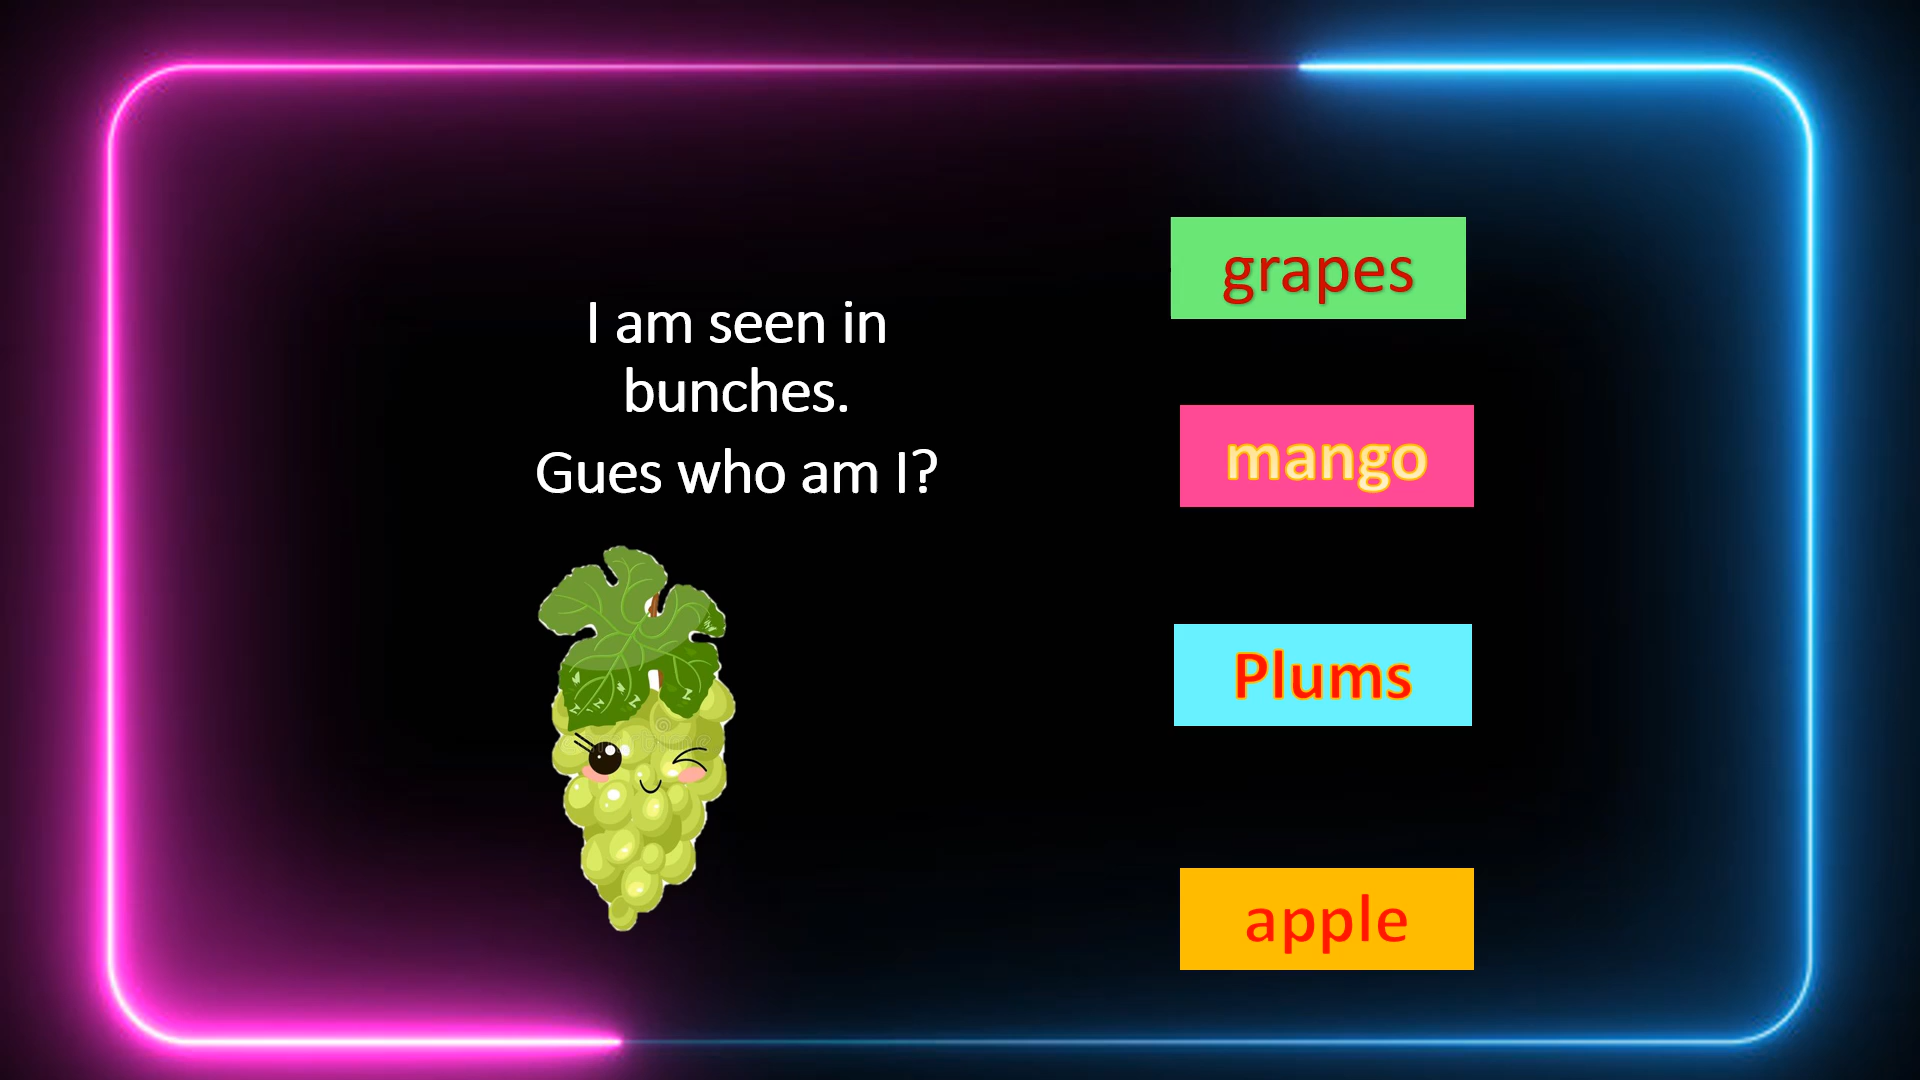 I am seen in
bunches.
Gues who am I?
grapes
mango
Plums
apple